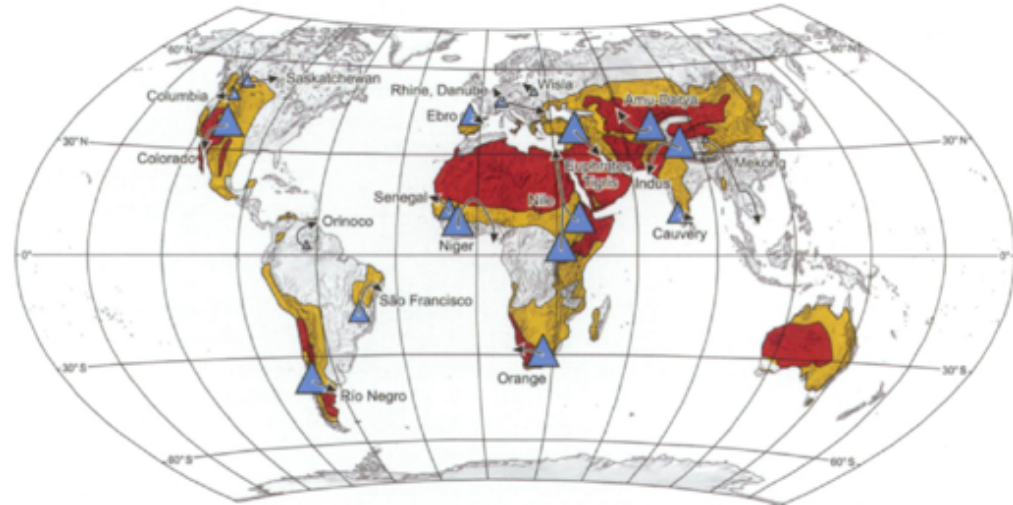 60°N
60°N
Saskatchewan
Columbia
Rhine, Danube
Wisla
Ebro
Amu-Darya
30°N
30°N
Colorado
Euphrates,
Tigris
Indus
Mekong
Senegal
Nile
Orinoco
Niger
Cauvery
0°
0°
São Francisco
30°S
30°S
Orange
Río Negro
60°S
60°S